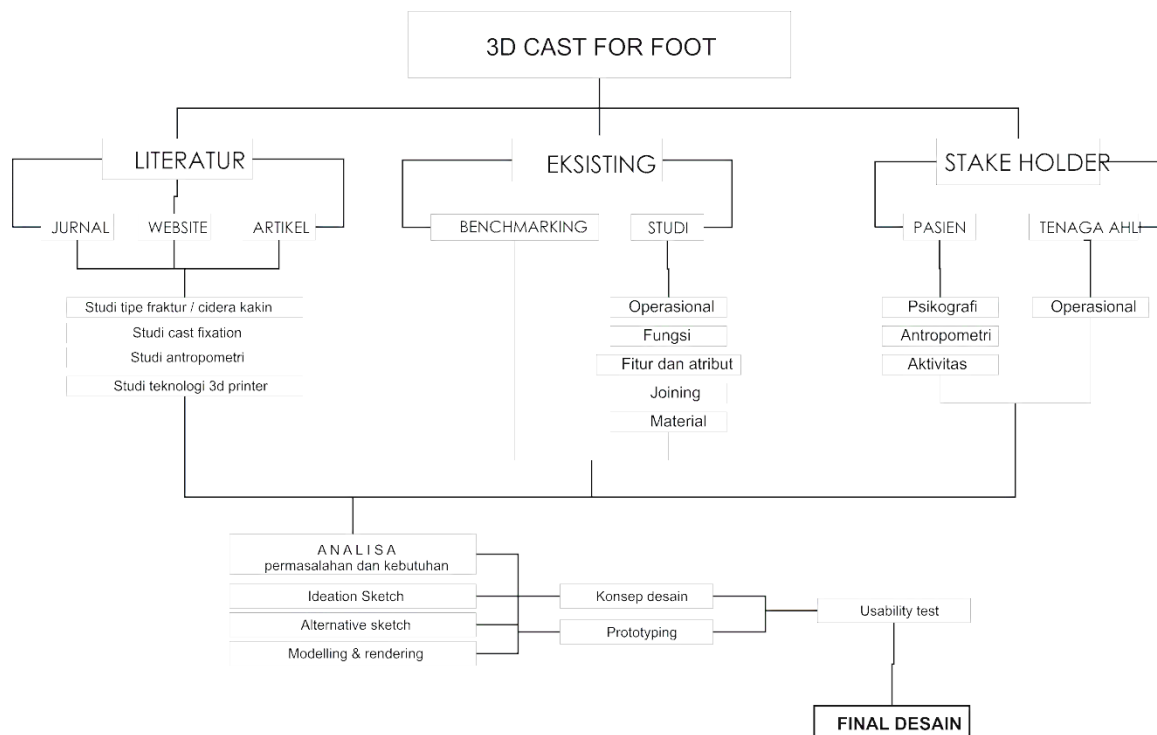 3D CAST FOR FOOT
LITERATUR
EKSISTING
STAKE HOLDER
JURNAL
WEBSITE
ARTIKEL
BENCHMARKING
STUDI
PASIEN
TENAGA AHLI
Studi tipe fraktur / cidera kakin
Studi cast fixation
Studi antropometri
Studi teknologi 3d printer
Operasional
Fungsi
Fitur dan atribut
Joining
Material
Psikografi
Antropometri
Aktivitas
Operasional
ANALISA
permasalahan dan kebutuhan
Ideation Sketch
Alternative sketch
Modelling & rendering
Konsep desain
Prototyping
Usability test
FINAL DESAIN